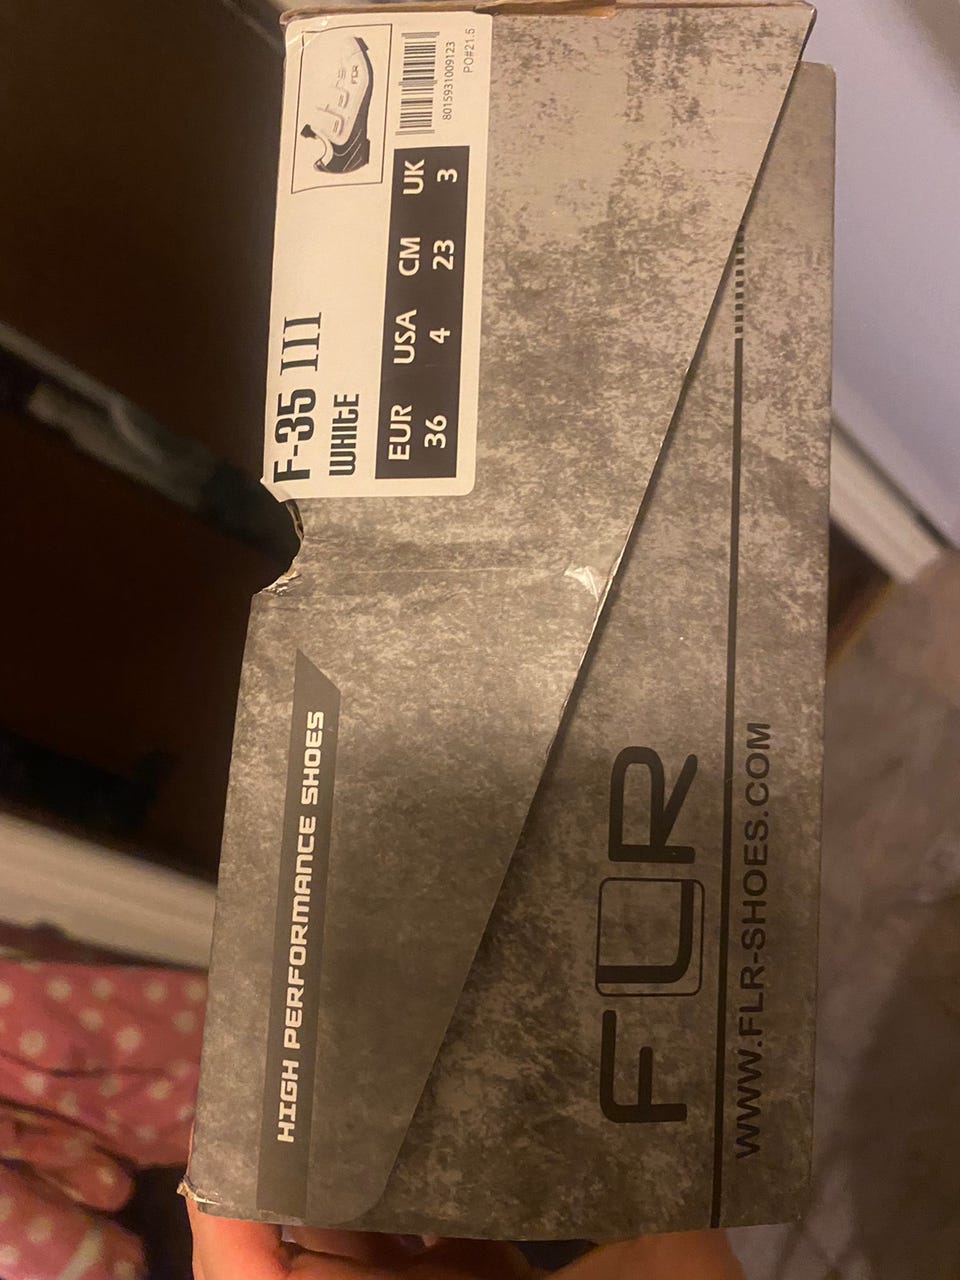 F-35 III
WHITE
EUR USA CM UK
36 4 23 3
8015931009123
PO#21.5
FLR
HIGH PERFORMANCE SHOES
FLR
WWW.FLR-SHOES.COM